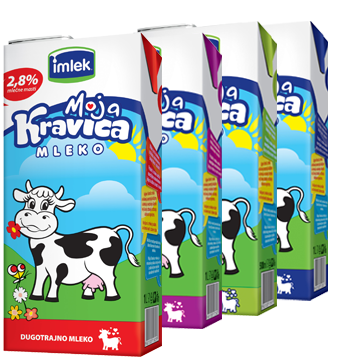 imlek
2,8%
mlečne masti
Moja
Kravica
MLEKO
DUGOTRAJNO MLEKO